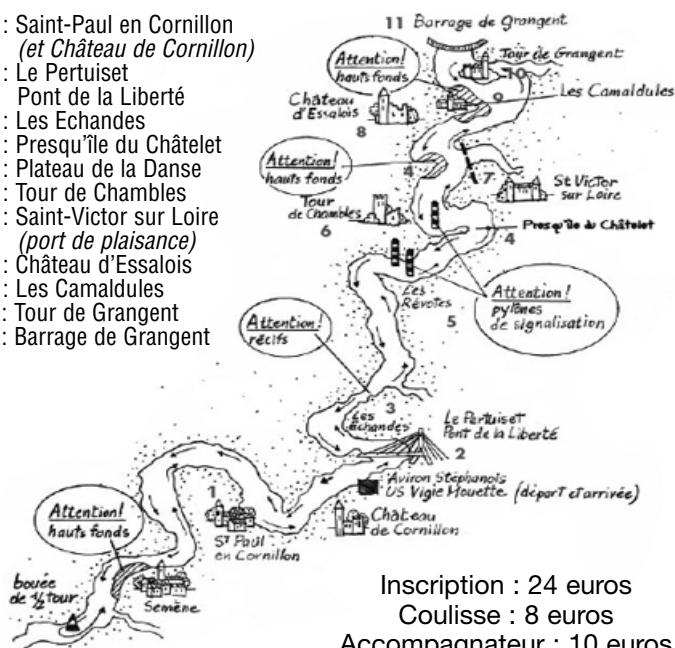 : Saint-Paul en Cornillon
(et Château de Cornillon)
: Le Pertuiset
Pont de la Liberté
: Les Echandes
: Presqu'île du Châtelet
: Plateau de la Danse
: Tour de Chambles
: Saint-Victor sur Loire
(port de plaisance)
: Château d'Essalois
: Les Camaldules
: Tour de Grangent
: Barrage de Grangent
11 Barrage de Grangent
Tour de Grangent
10
Attention!
hauts fonds
9
Les Camaldules
Château
d'Essalois
8
Attention!
hauts fonds
7
St Victor
sur Loire
Tour
de Chambles
6
4
Presqu'île du Châtelet
Les
Révotes
5
Attention!
pylônes
de signalisation
Attention!
récifs
3
Les
Echandes
Le Pertuiset
Pont de la Liberté
2
Aviron Stéphanois
US Vigie Mouette (départ et arrivée)
Château
de Cornillon
1
St Paul
en Cornillon
Attention!
hauts fonds
bouée
de ½ tour
Semène
Inscription : 24 euros
Coulisse : 8 euros
Accompagnateur : 10 euros